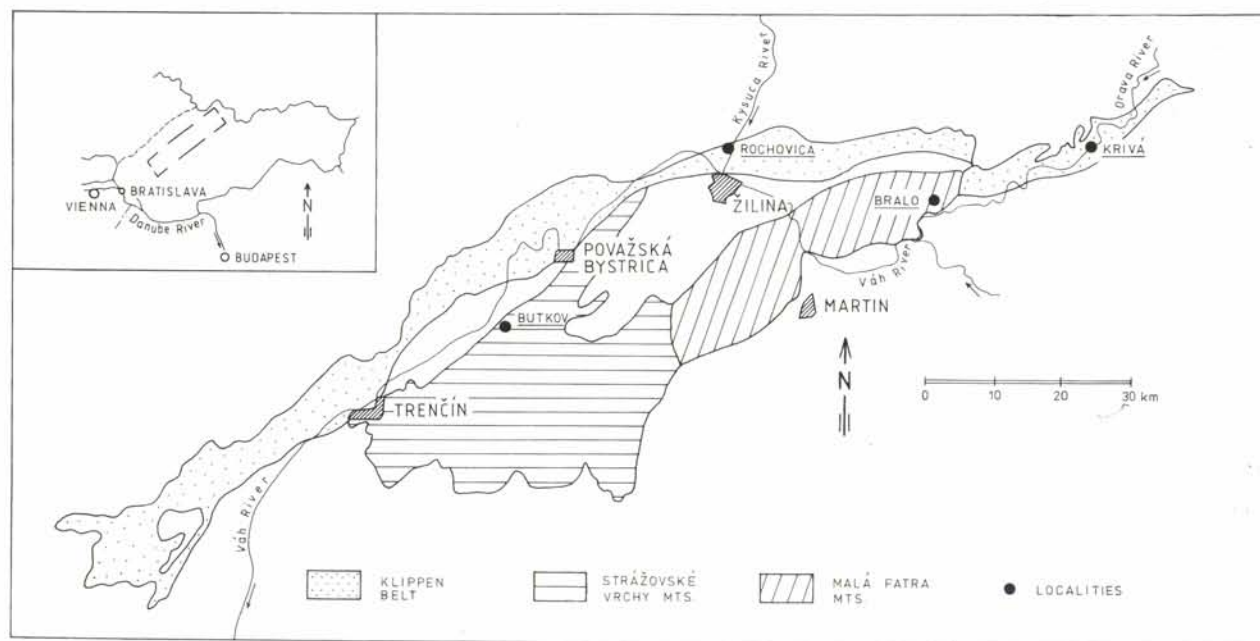 BRATISLAVA
VIENNA
Danube River
BUDAPEST
N
Kysuca River
Orava River
ROCHOVICA
KRIVÁ
ŽILINA
BRALO
POVAŽSKÁ
BYSTRICA
Váh River
MARTIN
BUTKOV
N
0 10 20 30 km
TRENČÍN
Váh River
KLIPPEN
BELT
STRÁŽOVSKÉ
VRCHY MTS.
MALÁ FATRA
MTS.
LOCALITIES